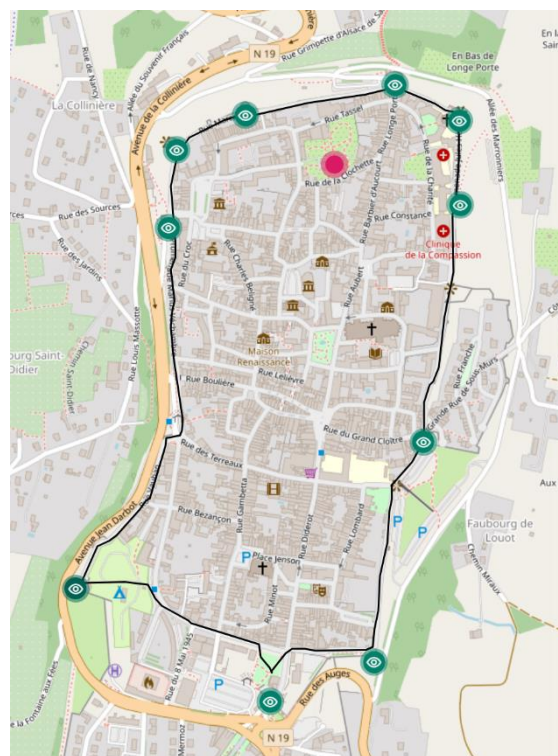 En la
Sain
Rue Grimpette d'Alsace de Sa
N 19
Allée du Souvenir Français
Rue de Nancy
La Collinière
Avenue de la Collinière
En Bas de
Longe Porte
Rue Tassel
Rue Longe Port
Allée des Marronniers
Rue de la Clochette
Rue de la Charité
Rue Barbier d'Aucourt
Rue des Sources
Rue Constance
Clinique
de la Compassion
Rue du Croc
Rue Charles Béligné
Rue des Jardins
Rue Aubert
Rue Louis Massotte
Chemin Saint-Didier
ourg Saint-
Didier
Maison
Renaissance
Rue Lelièvre
Rue Boulière
Rue Franche
Grande Rue de Sous-Murs
Rue du Grand Cloître
Rue des Terreaux
Aux
Rue Gambetta
Rue Diderot
Rue Lombard
Rue Bezançon
P
P
Faubourg de
Louot
Avenue Jean Darbot
Place Jenson
P
Chemin Miraux
Rue Minot
Rue du 8 Mai 1945
H
P
Rue des Auges
e la Fontaine aux Fées
N 19
Mermoz